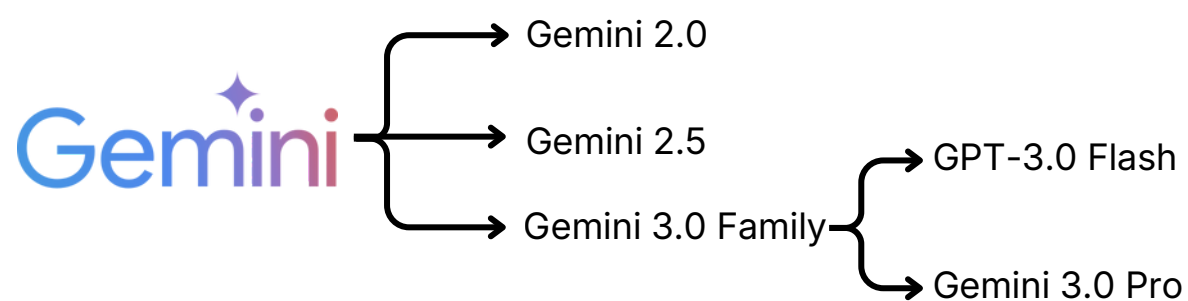 Gemini
Gemini 2.0
Gemini 2.5
Gemini 3.0 Family
GPT-3.0 Flash
Gemini 3.0 Pro